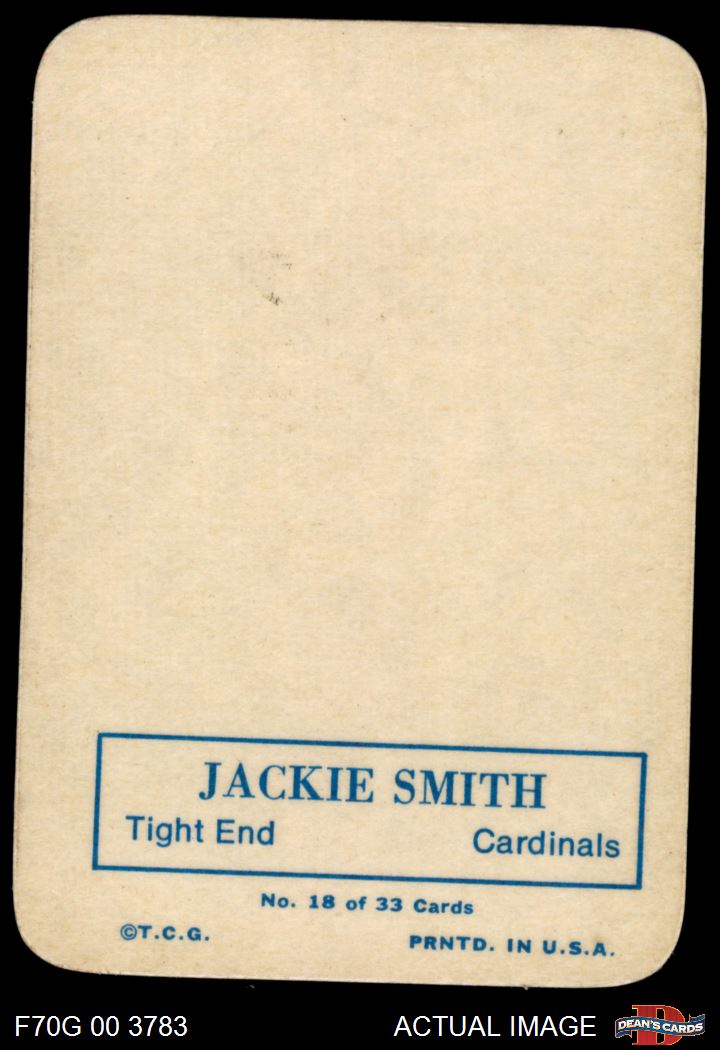 JACKIE SMITH
Tight End Cardinals
No. 18 of 33 Cards
©T.C.G. PRNTD. IN U.S.A.
F70G 00 3783 ACTUAL IMAGE DEAN'S CARDS